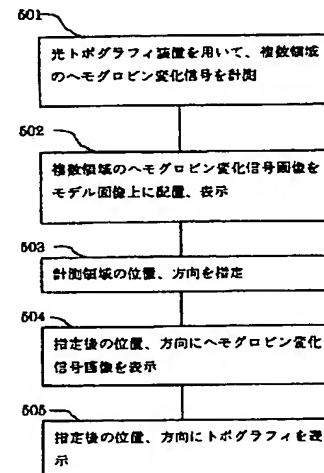 501
光トポグラフィ装置を用いて、複数領域
のヘモグロビン変化信号を計測
502
複数領域のヘモグロビン変化信号画像を
モデル画像上に配置、表示
503
計測領域の位置、方向を指定
504
指定後の位置、方向にヘモグロビン変化
信号画像を表示
505
指定後の位置、方向にトポグラフィを表
示